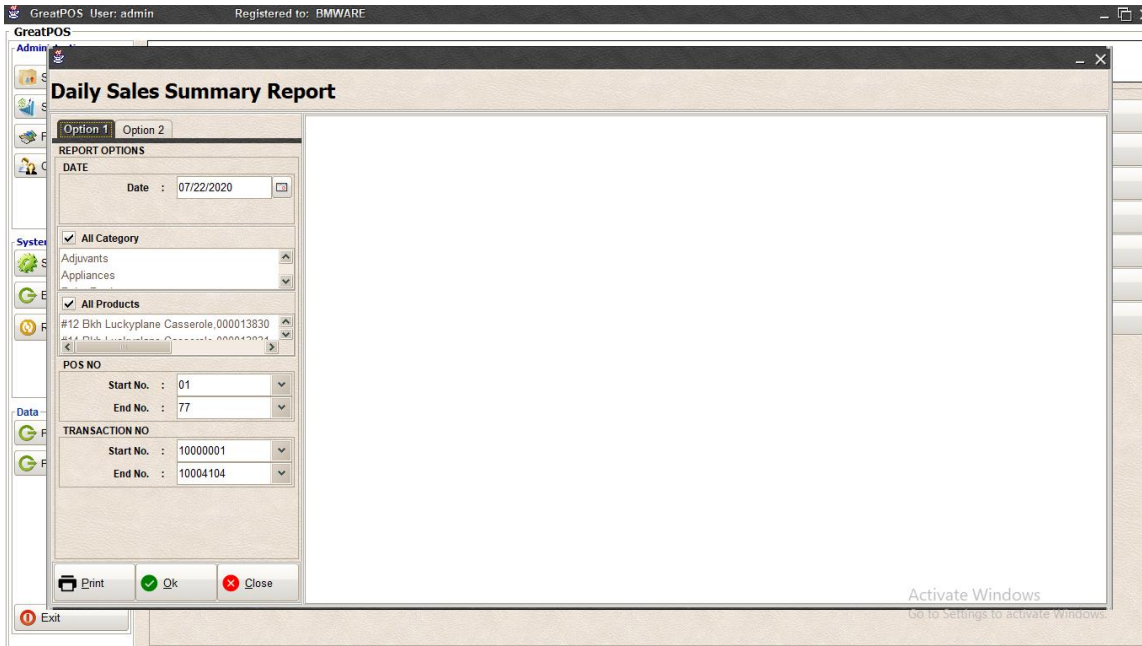 GreatPOS User: admin Registered to: BMWARE
GreatPOS
Daily Sales Summary Report
Option 1 Option 2
REPORT OPTIONS
DATE
Date : 07/22/2020
All Category
Adjuvants
Appliances
All Products
#12 Bkh Luckyplane Casserole,000013830
POS NO
Start No. : 01
End No. : 77
TRANSACTION NO
Start No. : 10000001
End No. : 10004104
Print Ok Close
Data
Exit
Activate Windows
Go to Settings to activate Windows.